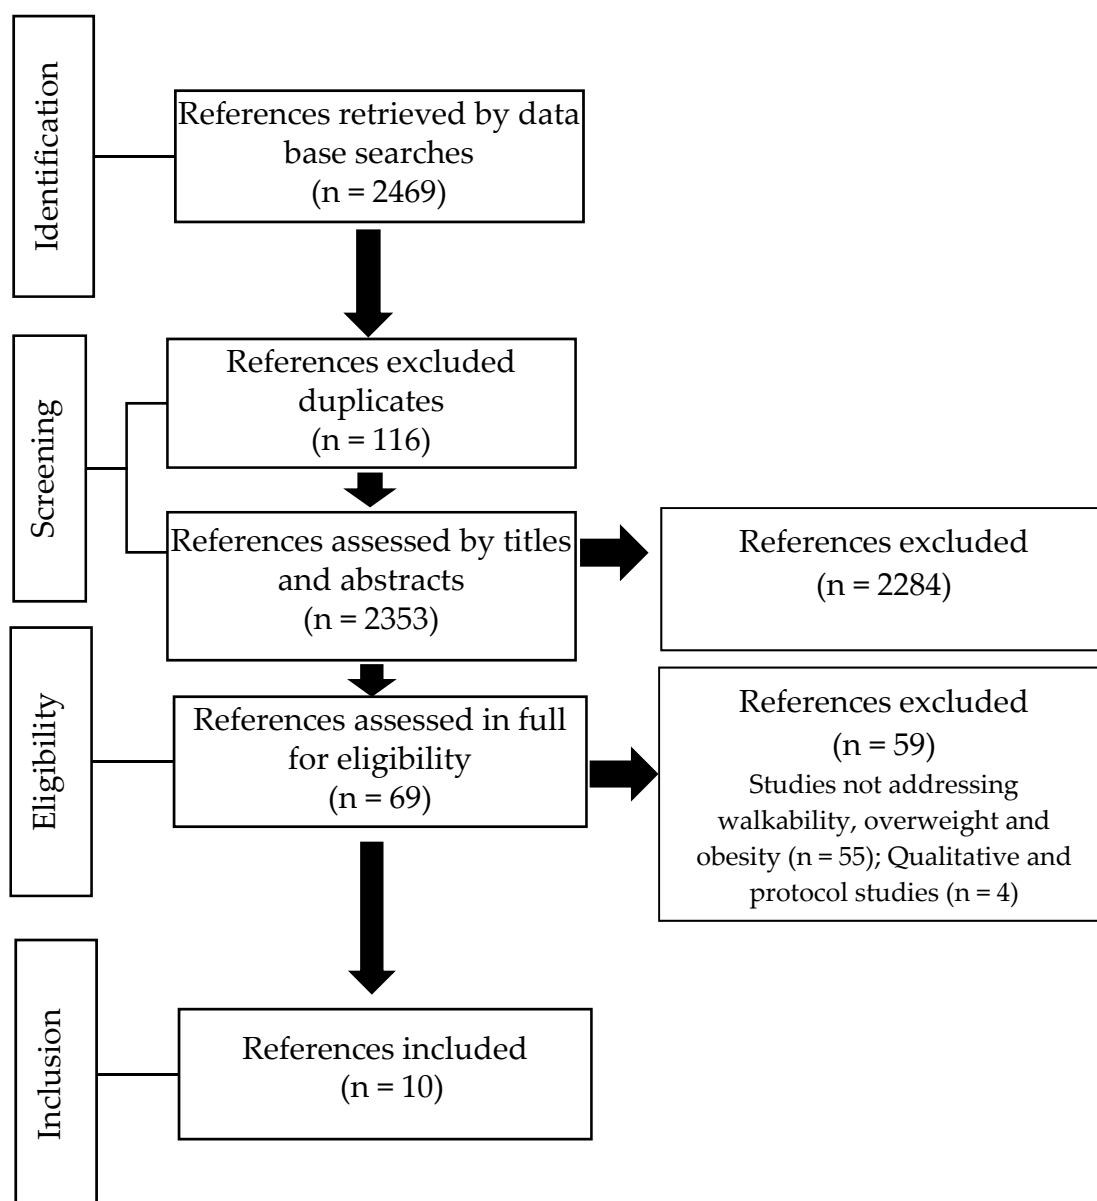 Identification
References retrieved by data
base searches
(n = 2469)
Screening
References excluded
duplicates
(n = 116)
References assessed by titles
and abstracts
(n = 2353)
References excluded
(n = 2284)
Eligibility
References assessed in full
for eligibility
(n = 69)
References excluded
(n = 59)
Studies not addressing
walkability, overweight and
obesity (n = 55); Qualitative and
protocol studies (n = 4)
Inclusion
References included
(n = 10)